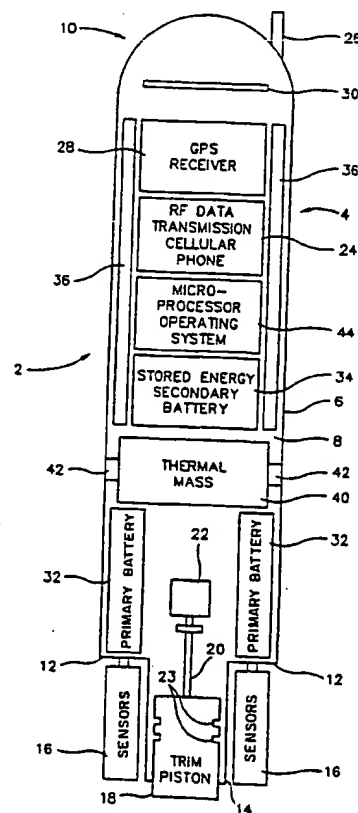 10
26
30
28
GPS
RECEIVER
36
4
RF DATA
TRANSMISSION
CELLULAR
PHONE
24
36
MICRO-
PROCESSOR
OPERATING
SYSTEM
44
2
STORED ENERGY
SECONDARY
BATTERY
34
6
8
42
THERMAL
MASS
42
40
22
32
PRIMARY BATTERY
PRIMARY BATTERY
32
20
12
23
12
SENSORS
SENSORS
16
TRIM
PISTON
16
18
14